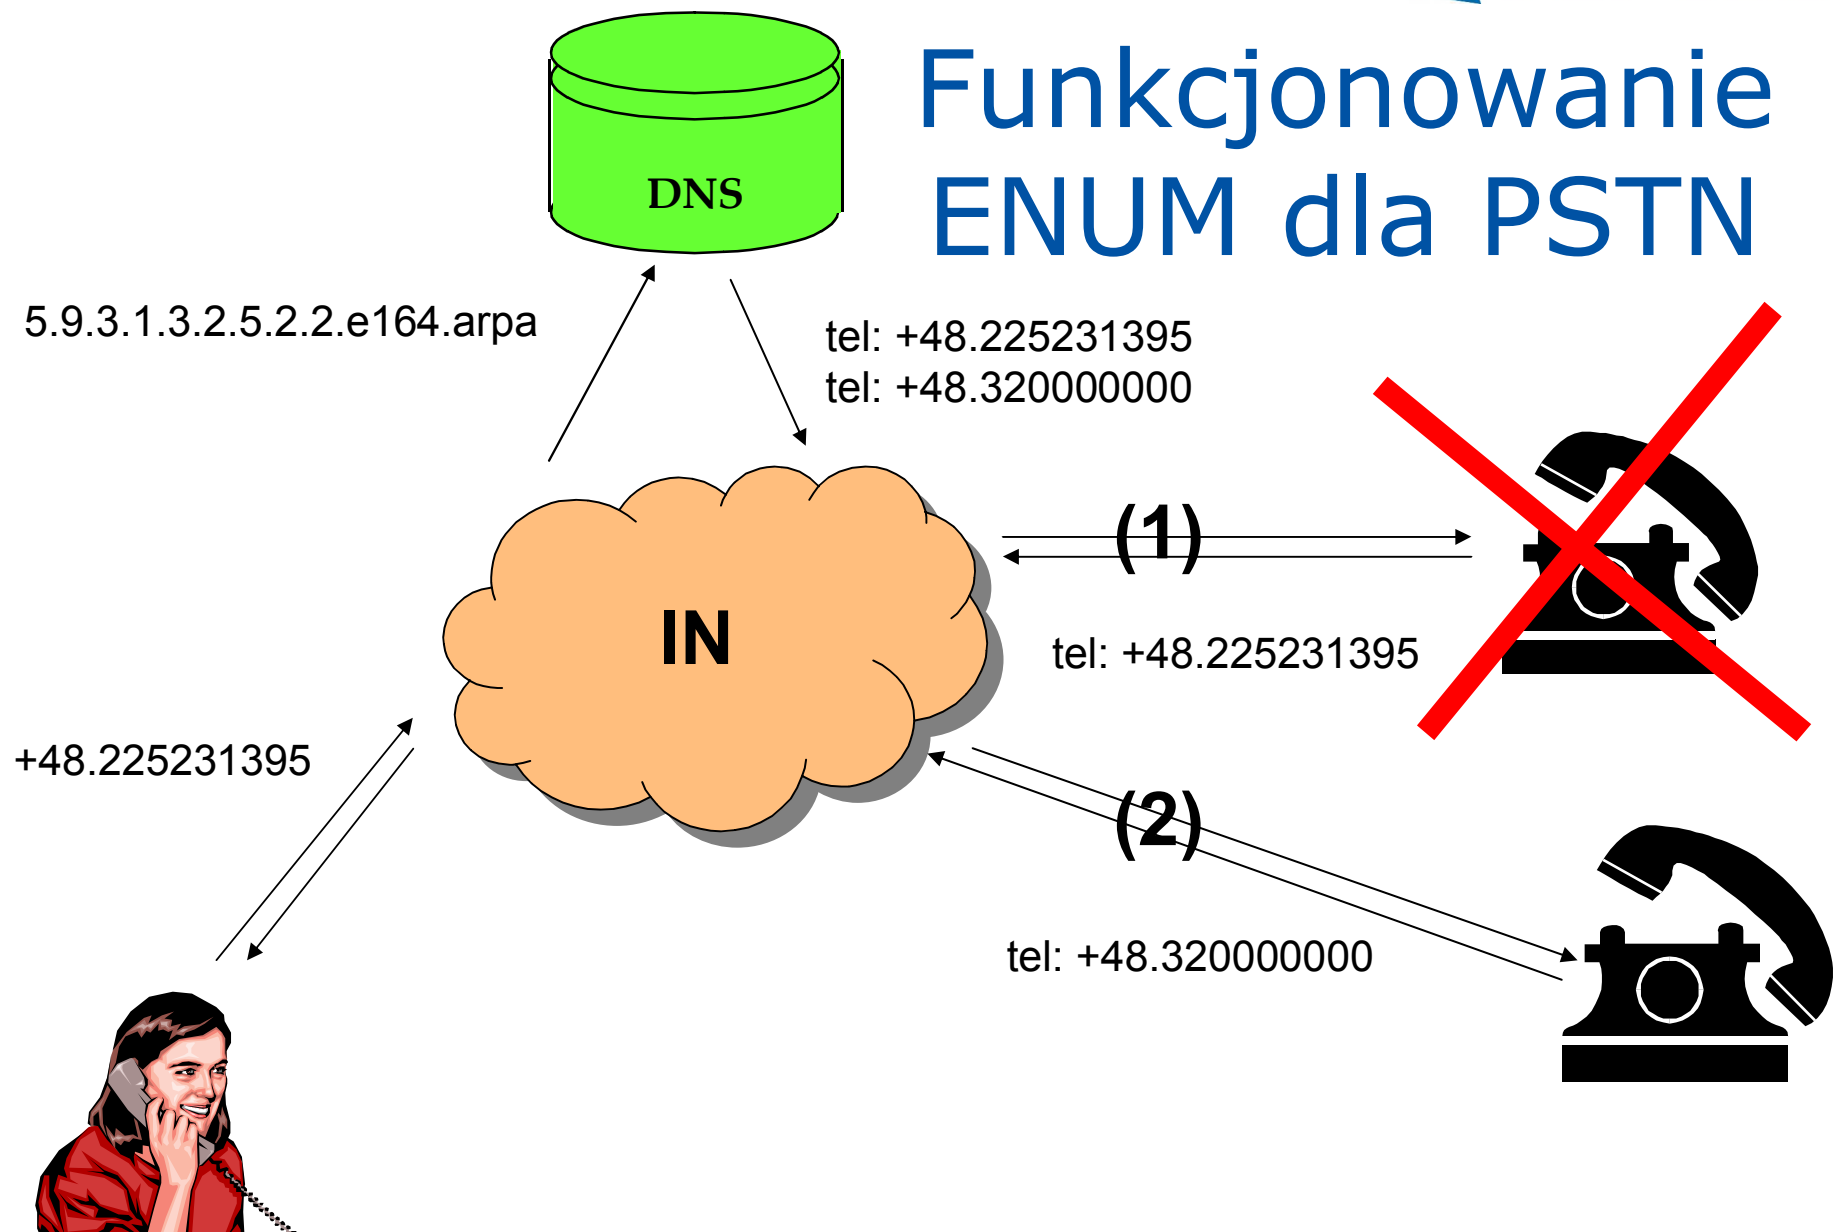 Funkcjonowanie
ENUM dla PSTN
DNS
5.9.3.1.3.2.5.2.2.e164.arpa
tel: +48.225231395
tel: +48.320000000
(1)
IN
tel: +48.225231395
+48.225231395
(2)
tel: +48.320000000